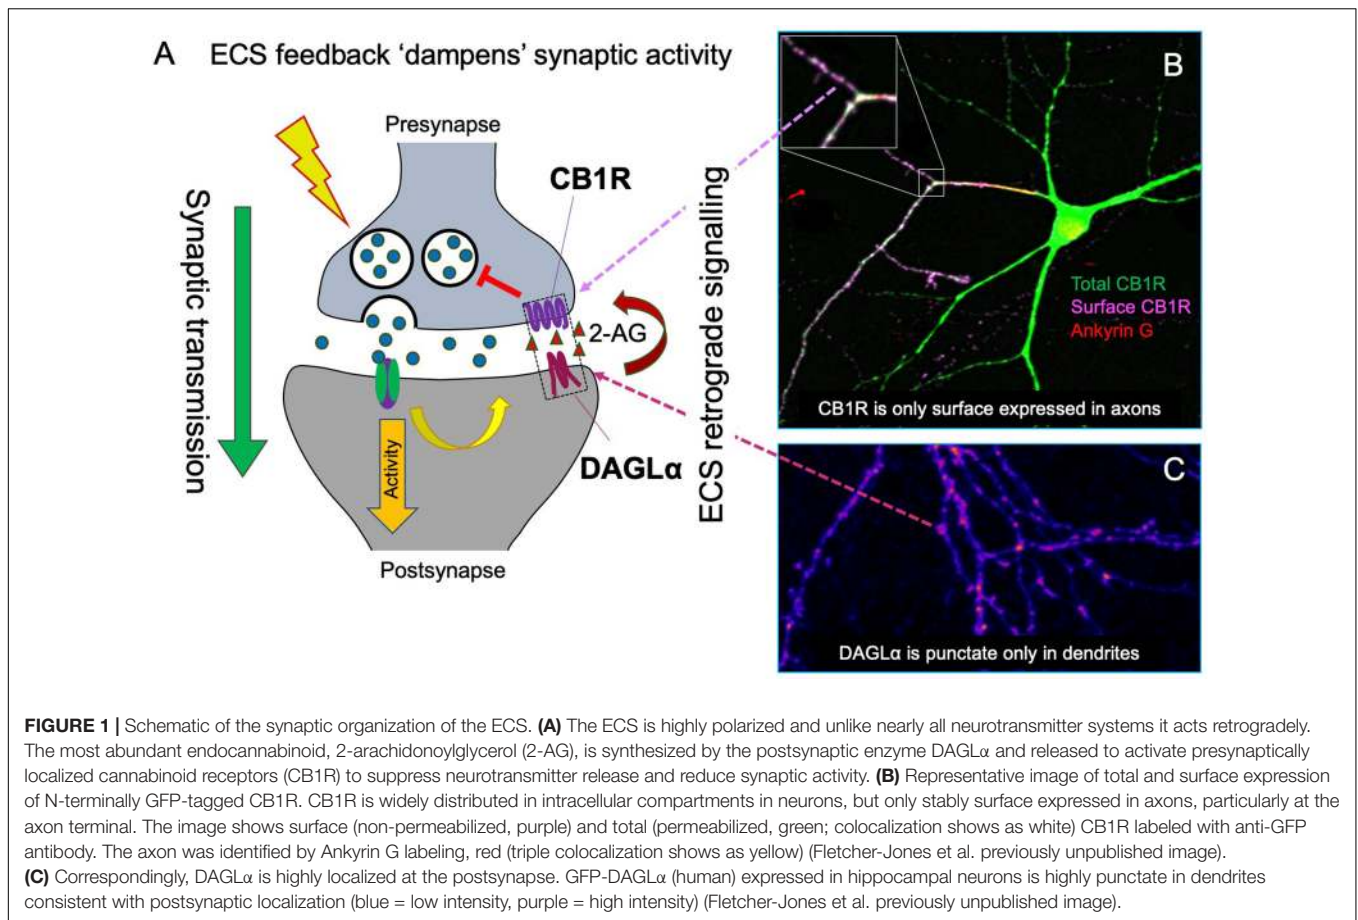 A ECS feedback ‘dampens’ synaptic activity
Presynapse
CB1R
Synaptic transmission
2-AG
ECS retrograde signalling
Activity
DAGLα
Postsynapse
B
Total CB1R
Surface CB1R
Ankyrin G
CB1R is only surface expressed in axons
C
DAGLα is punctate only in dendrites
FIGURE 1 | Schematic of the synaptic organization of the ECS. (A) The ECS is highly polarized and unlike nearly all neurotransmitter systems it acts retrogradely.
The most abundant endocannabinoid, 2-arachidonoylglycerol (2-AG), is synthesized by the postsynaptic enzyme DAGLα and released to activate presynaptically
localized cannabinoid receptors (CB1R) to suppress neurotransmitter release and reduce synaptic activity. (B) Representative image of total and surface expression
of N-terminally GFP-tagged CB1R. CB1R is widely distributed in intracellular compartments in neurons, but only stably surface expressed in axons, particularly at the
axon terminal. The image shows surface (non-permeabilized, purple) and total (permeabilized, green; colocalization shows as white) CB1R labeled with anti-GFP
antibody. The axon was identified by Ankyrin G labeling, red (triple colocalization shows as yellow) (Fletcher-Jones et al. previously unpublished image).
(C) Correspondingly, DAGLα is highly localized at the postsynapse. GFP-DAGLα (human) expressed in hippocampal neurons is highly punctate in dendrites
consistent with postsynaptic localization (blue = low intensity, purple = high intensity) (Fletcher-Jones et al. previously unpublished image).